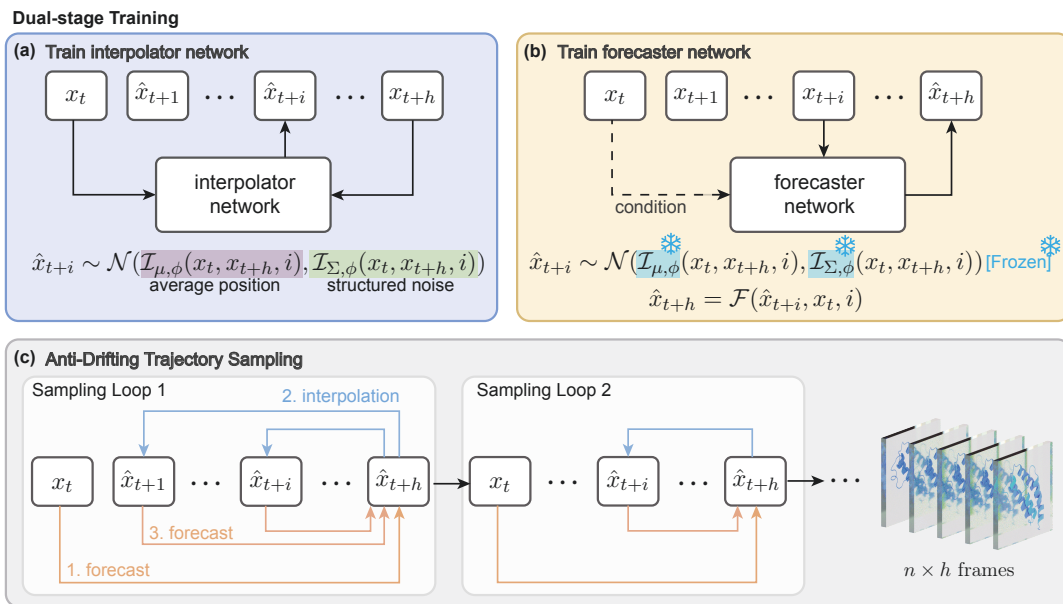 Dual-stage Training
(a) Train interpolator network
x_t x̂_{t+1} ... x̂_{t+i} ... x_{t+h}
interpolator
network
x̂_{t+i} ∼ 𝒩(ℐ_{μ,ϕ}(x_t, x_{t+h}, i), ℐ_{Σ,ϕ}(x_t, x_{t+h}, i))
average position structured noise
(b) Train forecaster network
x_t x_{t+1} ... x_{t+i} ... x̂_{t+h}
forecaster
network
condition
x̂_{t+i} ∼ 𝒩(ℐ_{μ,ϕ}(x_t, x_{t+h}, i), ℐ_{Σ,ϕ}(x_t, x_{t+h}, i)) [Frozen]
x̂_{t+h} = ℱ(x̂_{t+i}, x_t, i)
(c) Anti-Drifting Trajectory Sampling
Sampling Loop 1
2. interpolation
x_t x̂_{t+1} ... x̂_{t+i} ... x̂_{t+h}
3. forecast
1. forecast
Sampling Loop 2
x_t ... x̂_{t+i} ... x̂_{t+h} ...
n × h frames